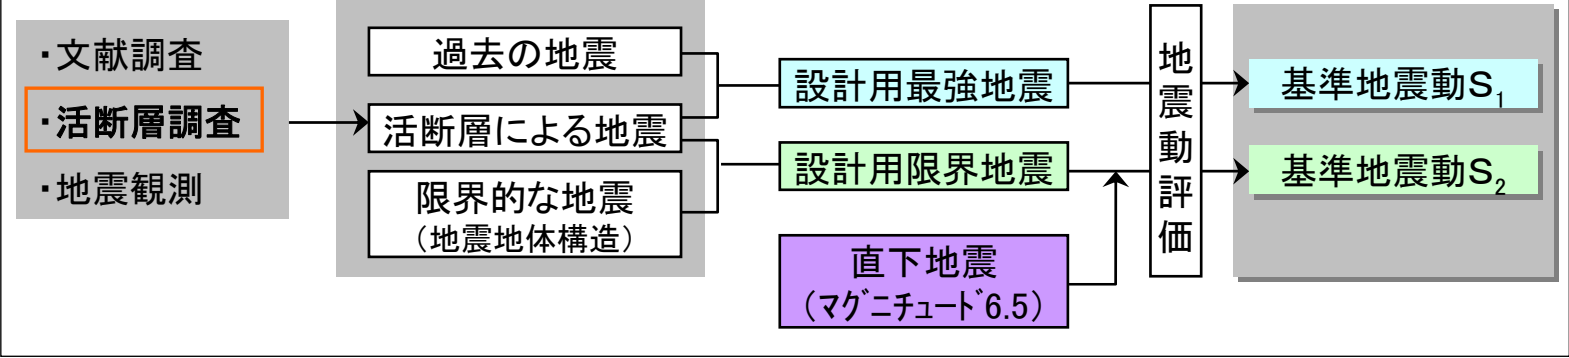 ・文献調査
・活断層調査
・地震観測
過去の地震
活断層による地震
限界的な地震
(地震地体構造)
設計用最強地震
設計用限界地震
直下地震
(ﾏｸﾞﾆﾁｭｰﾄﾞ6.5)
地震動評価
基準地震動S1
基準地震動S2